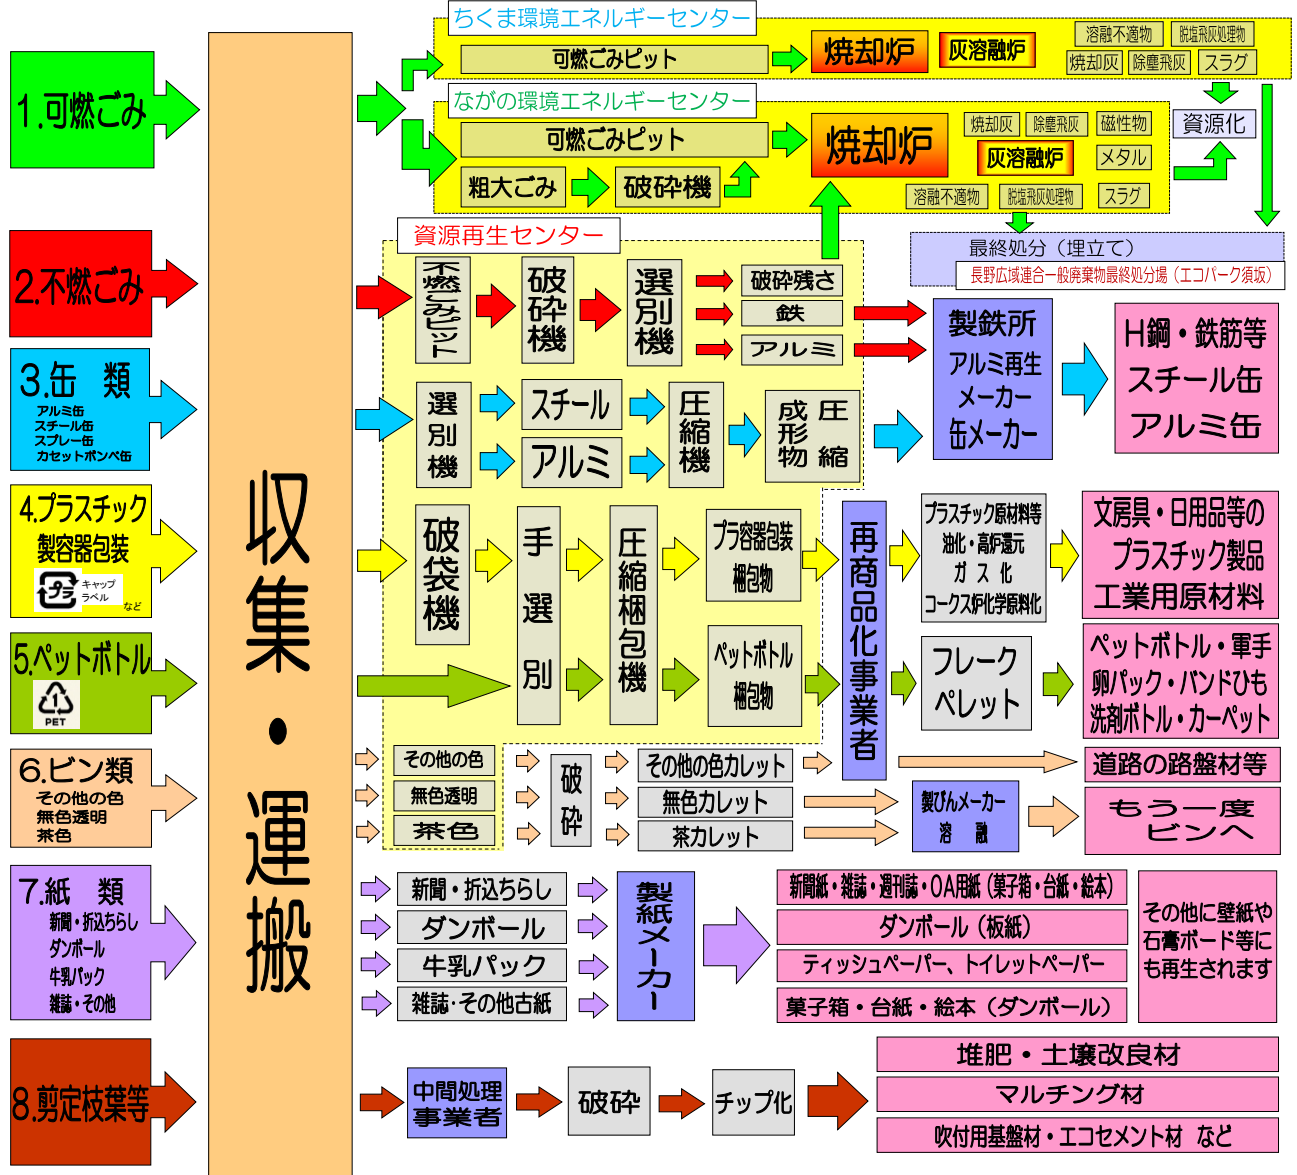 ちくま環境エネルギーセンター
可燃ごみピット
焼却炉
灰溶融炉
溶融不適物
脱塩飛灰処理物
焼却灰
除塵飛灰
スラグ
1.可燃ごみ
ながの環境エネルギーセンター
可燃ごみピット
粗大ごみ
破砕機
焼却炉
焼却灰
除塵飛灰
磁性物
灰溶融炉
メタル
溶融不適物
脱塩飛灰処理物
スラグ
資源化
最終処分（埋立て）
長野広域連合一般廃棄物最終処分場（エコパーク須坂）
収集・運搬
資源再生センター
2.不燃ごみ
不燃ごみピット
破砕機
選別機
破砕残さ
鉄
アルミ
製鉄所
アルミ再生
メーカー
缶メーカー
H鋼・鉄筋等
スチール缶
アルミ缶
3.缶　類
アルミ缶
スチール缶
スプレー缶
カセットボンベ缶
選別機
スチール
アルミ
圧縮機
圧縮
成形物
4.プラスチック
製容器包装
プラ
キャップ
ラベル
など
破袋機
手選別
圧縮梱包機
プラ容器包装
梱包物
再商品化事業者
プラスチック原材料等
油化・高炉還元
ガス化
コークス炉化学原料化
文房具・日用品等の
プラスチック製品
工業用原材料
5.ペットボトル
1
PET
ペットボトル
梱包物
フレーク
ペレット
ペットボトル・軍手
卵パック・バンドひも
洗剤ボトル・カーペット
6.ビン類
その他の色
無色透明
茶色
その他の色
無色透明
茶色
破砕
その他の色カレット
無色カレット
茶カレット
製びんメーカー
溶　融
道路の路盤材等
もう一度
ビンへ
7.紙　類
新聞・折込ちらし
ダンボール
牛乳パック
雑誌・その他
新聞・折込ちらし
ダンボール
牛乳パック
雑誌・その他古紙
製紙メーカー
新聞紙・雑誌・週刊誌・OA用紙（菓子箱・台紙・絵本）
ダンボール（板紙）
ティッシュペーパー、トイレットペーパー
菓子箱・台紙・絵本（ダンボール）
その他に壁紙や
石膏ボード等に
も再生されます
8.剪定枝葉等
中間処理
事業者
破砕
チップ化
堆肥・土壌改良材
マルチング材
吹付用基盤材・エコセメント材　など